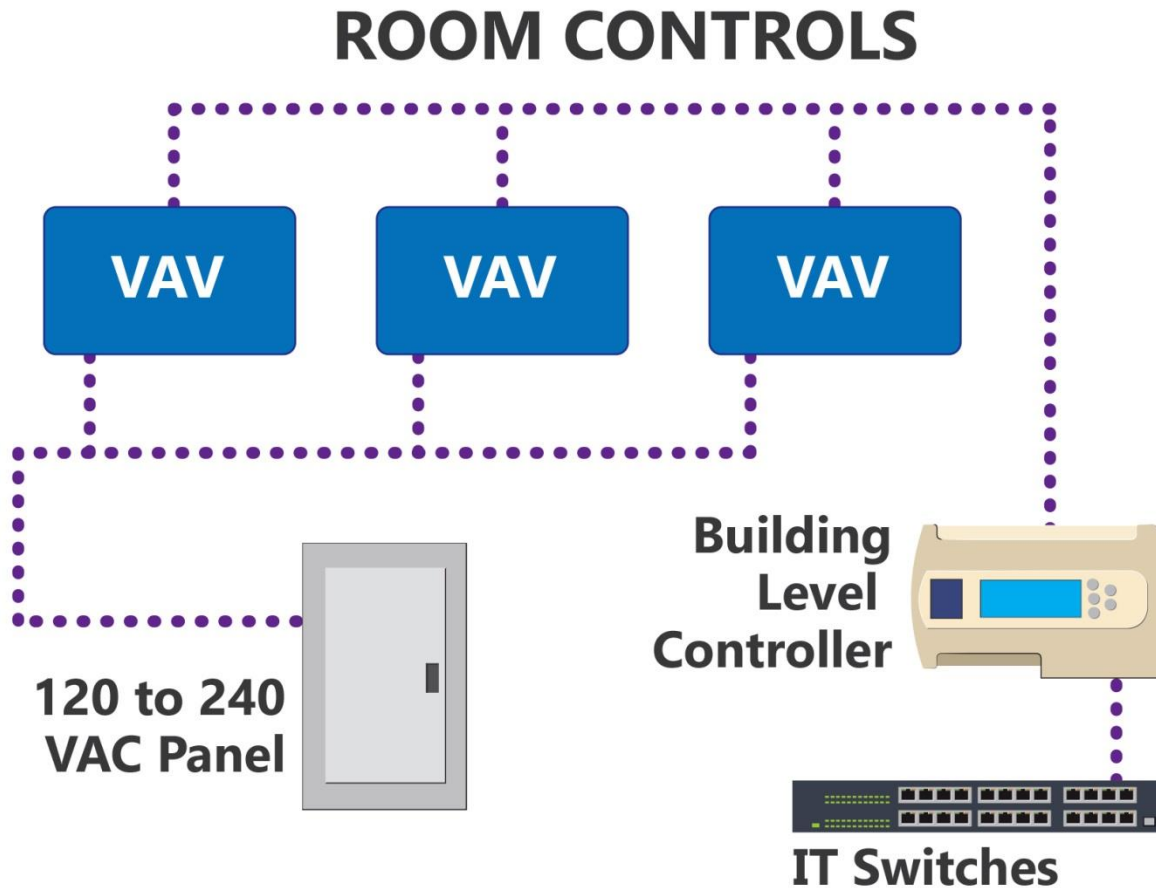 ROOM CONTROLS
VAV
VAV
VAV
Building
Level
Controller
120 to 240
VAC Panel
IT Switches